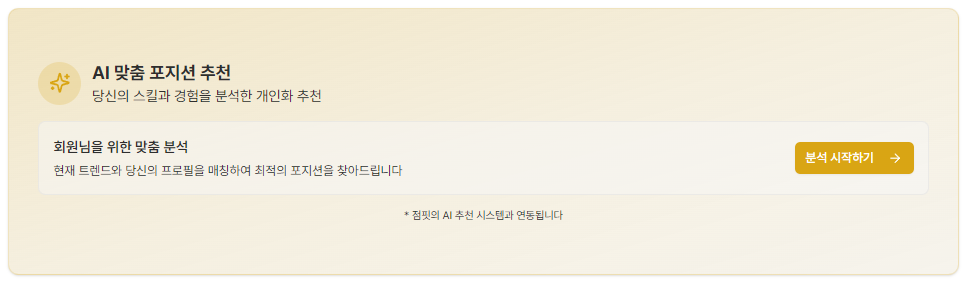 AI 맞춤 포지션 추천
당신의 스킬과 경험을 분석한 개인화 추천
회원님을 위한 맞춤 분석
현재 트렌드와 당신의 프로필을 매칭하여 최적의 포지션을 찾아드립니다
분석 시작하기
* 점핏의 AI 추천 시스템과 연동됩니다